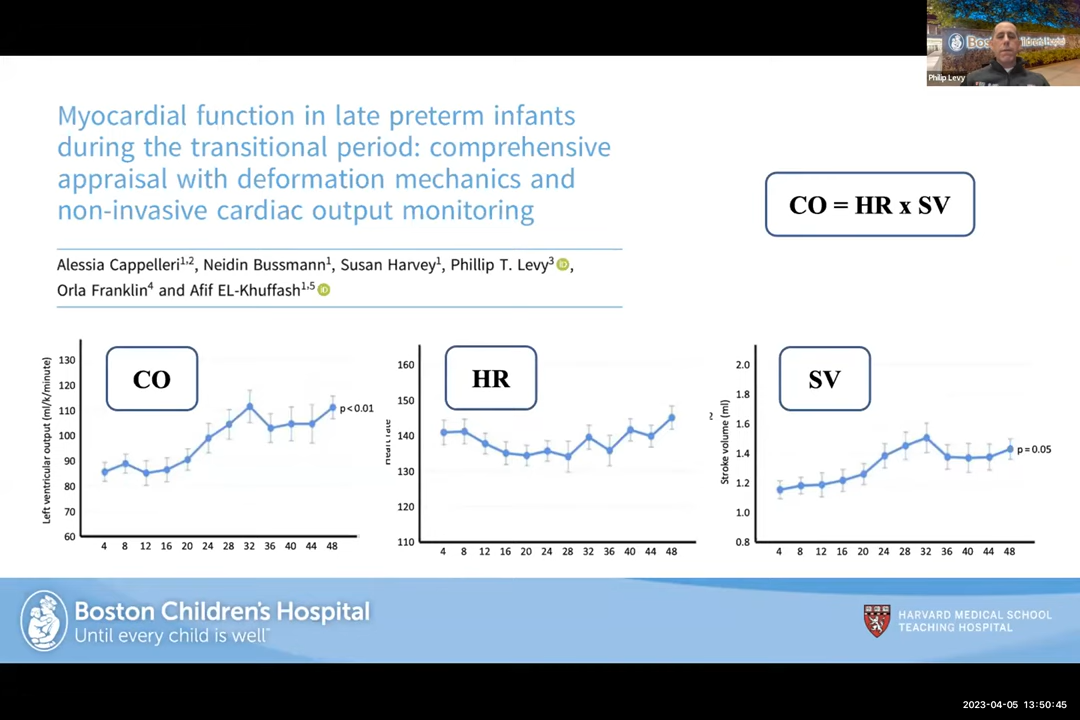 Boston Children's Hospital
Philip Levy
Myocardial function in late preterm infants
during the transitional period: comprehensive
appraisal with deformation mechanics and
non-invasive cardiac output monitoring
CO = HR x SV
Alessia Cappelleri1,2, Neidin Bussmann1, Susan Harvey1, Phillip T. Levy3 iD,
Orla Franklin4 and Afif EL-Khuffash1,5 iD
CO
Left ventricular output (ml/k/minute)
130
120
110
100
90
80
70
60
p<0.01
4 8 12 16 20 24 28 32 36 40 44 48
HR
160
150
140
130
120
110
4 8 12 16 20 24 28 32 36 40 44 48
SV
Stroke volume (ml)
2.0
1.8
1.6
1.4
1.2
1.0
0.8
p=0.05
4 8 12 16 20 24 28 32 36 40 44 48
Boston Children's Hospital
Until every child is well™
HARVARD MEDICAL SCHOOL
TEACHING HOSPITAL
2023-04-05 13:50:45